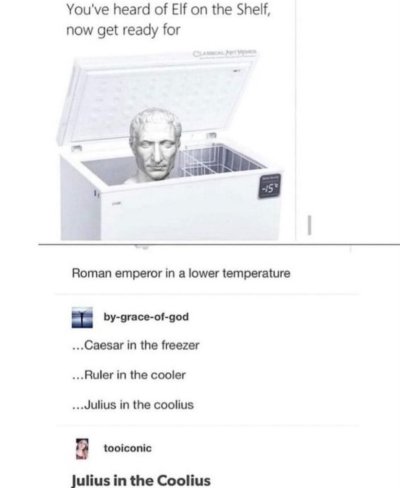 You've heard of Elf on the Shelf,
now get ready for
CLASSICAL ART MEMES
-15°
Roman emperor in a lower temperature
by-grace-of-god
...Caesar in the freezer
...Ruler in the cooler
...Julius in the coolius
tooiconic
Julius in the Coolius